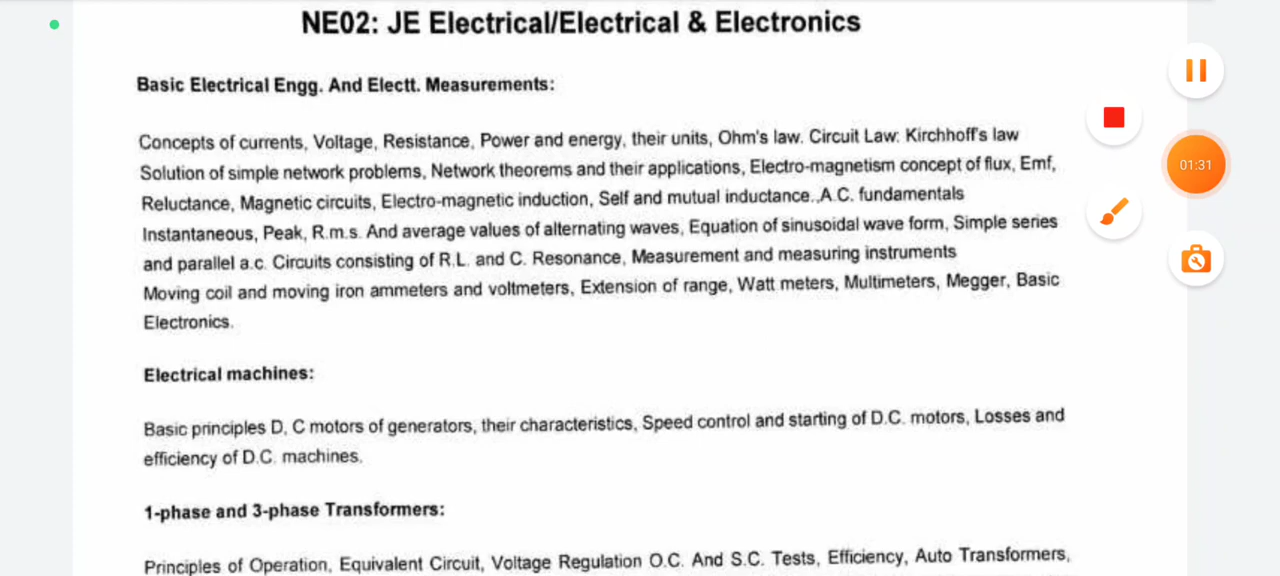 NE02: JE Electrical/Electrical & Electronics
Basic Electrical Engg. And Electt. Measurements:
Concepts of currents, Voltage, Resistance, Power and energy, their units, Ohm's law. Circuit Law: Kirchhoff's law
Solution of simple network problems, Network theorems and their applications, Electro-magnetism concept of flux, Emf,
Reluctance, Magnetic circuits, Electro-magnetic induction, Self and mutual inductance.,A.C. fundamentals
Instantaneous, Peak, R.m.s. And average values of alternating waves, Equation of sinusoidal wave form, Simple series
and parallel a.c. Circuits consisting of R.L. and C. Resonance, Measurement and measuring instruments
Moving coil and moving iron ammeters and voltmeters, Extension of range, Watt meters, Multimeters, Megger, Basic
Electronics.
Electrical machines:
Basic principles D, C motors of generators, their characteristics, Speed control and starting of D.C. motors, Losses and
efficiency of D.C. machines.
1-phase and 3-phase Transformers:
Principles of Operation, Equivalent Circuit, Voltage Regulation O.C. And S.C. Tests, Efficiency, Auto Transformers,
01:31